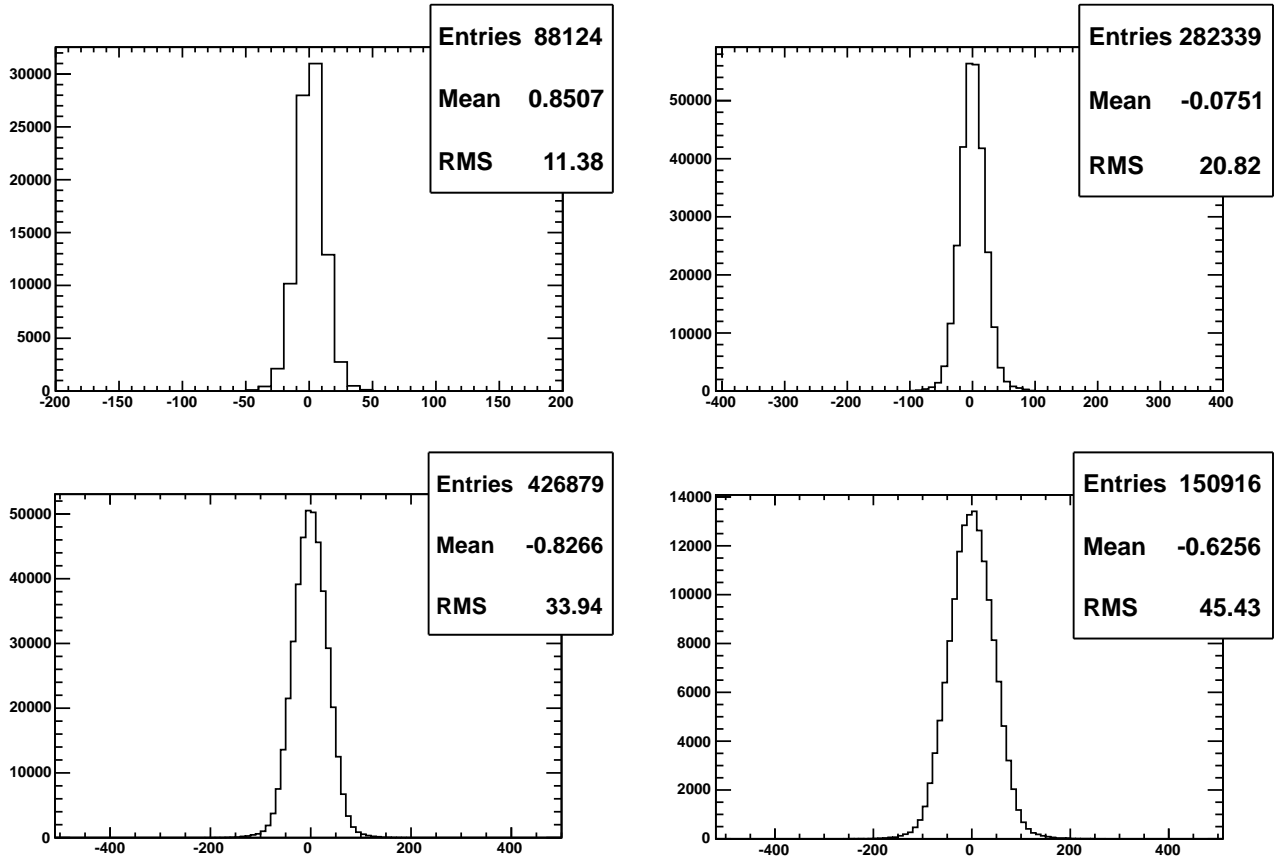 Entries 88124
Mean 0.8507
RMS 11.38
30000
25000
20000
15000
10000
5000
0
-200 -150 -100 -50 0 50 100 150 200
Entries 282339
Mean -0.0751
RMS 20.82
50000
40000
30000
20000
10000
0
-400 -300 -200 -100 0 100 200 300 400
Entries 426879
Mean -0.8266
RMS 33.94
50000
40000
30000
20000
10000
0
-400 -200 0 200 400
Entries 150916
Mean -0.6256
RMS 45.43
14000
12000
10000
8000
6000
4000
2000
0
-400 -200 0 200 400